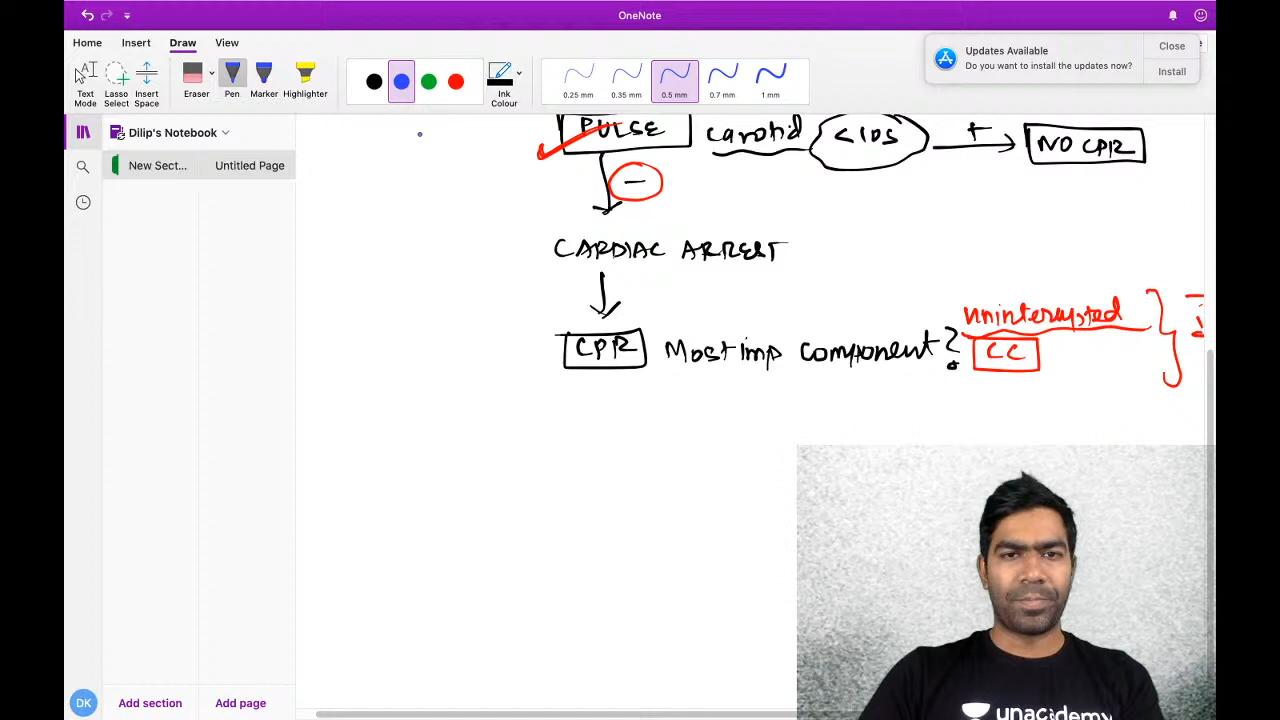 OneNote
Home Insert Draw View
Updates Available
Do you want to install the updates now?
Close
Install
Text Mode
Lasso Select
Insert Space
Eraser
Pen
Marker
Highlighter
0.25 mm
0.35 mm
0.5 mm
0.7 mm
1 mm
Ink Colour
Dilip's Notebook
New Sect...
Untitled Page
PULSE carotid <10s + NO CPR
−
CARDIAC ARREST
uninterupted
CPR Most imp component ? CC
unacademy
DK Add section Add page